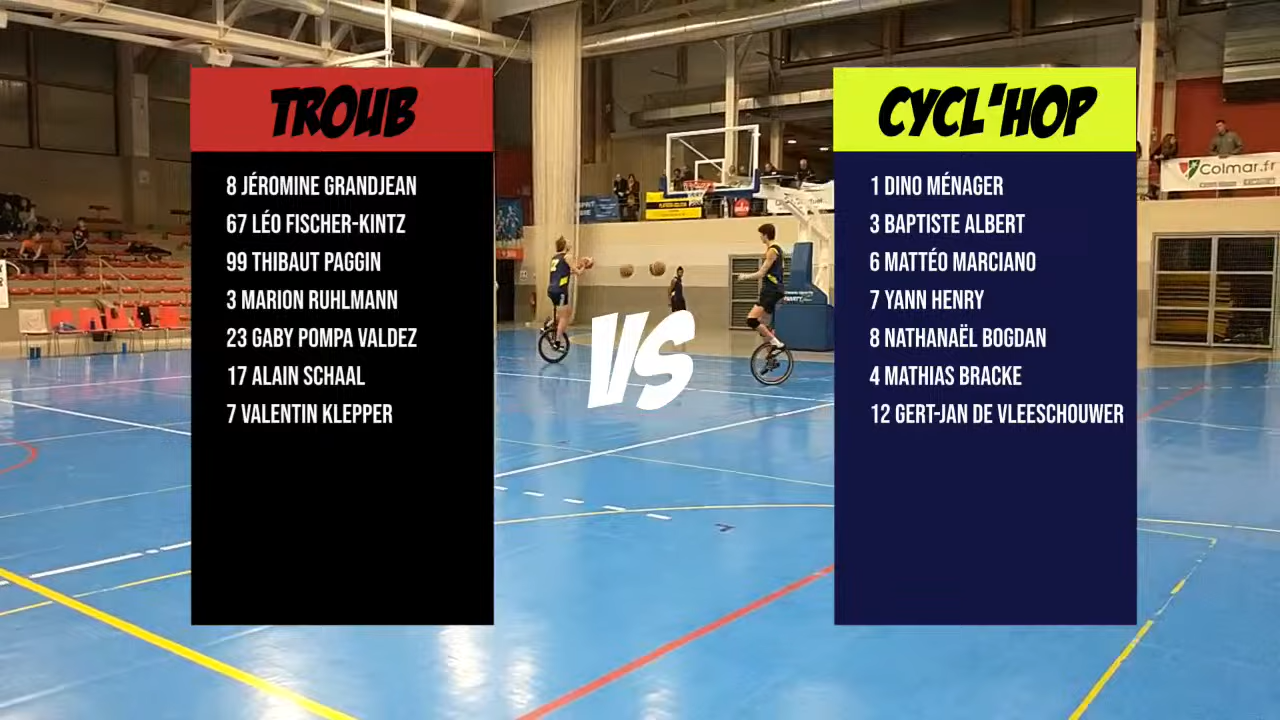 TROUB
8 JÉROMINE GRANDJEAN
67 LÉO FISCHER-KINTZ
99 THIBAUT PAGGIN
3 MARION RUHLMANN
23 GABY POMPA VALDEZ
17 ALAIN SCHAAL
7 VALENTIN KLEPPER
VS
CYCL'HOP
1 DINO MÉNAGER
3 BAPTISTE ALBERT
6 MATTÉO MARCIANO
7 YANN HENRY
8 NATHANAËL BOGDAN
4 MATHIAS BRACKE
12 GERT-JAN DE VLEESCHOUWER
Colmar.fr